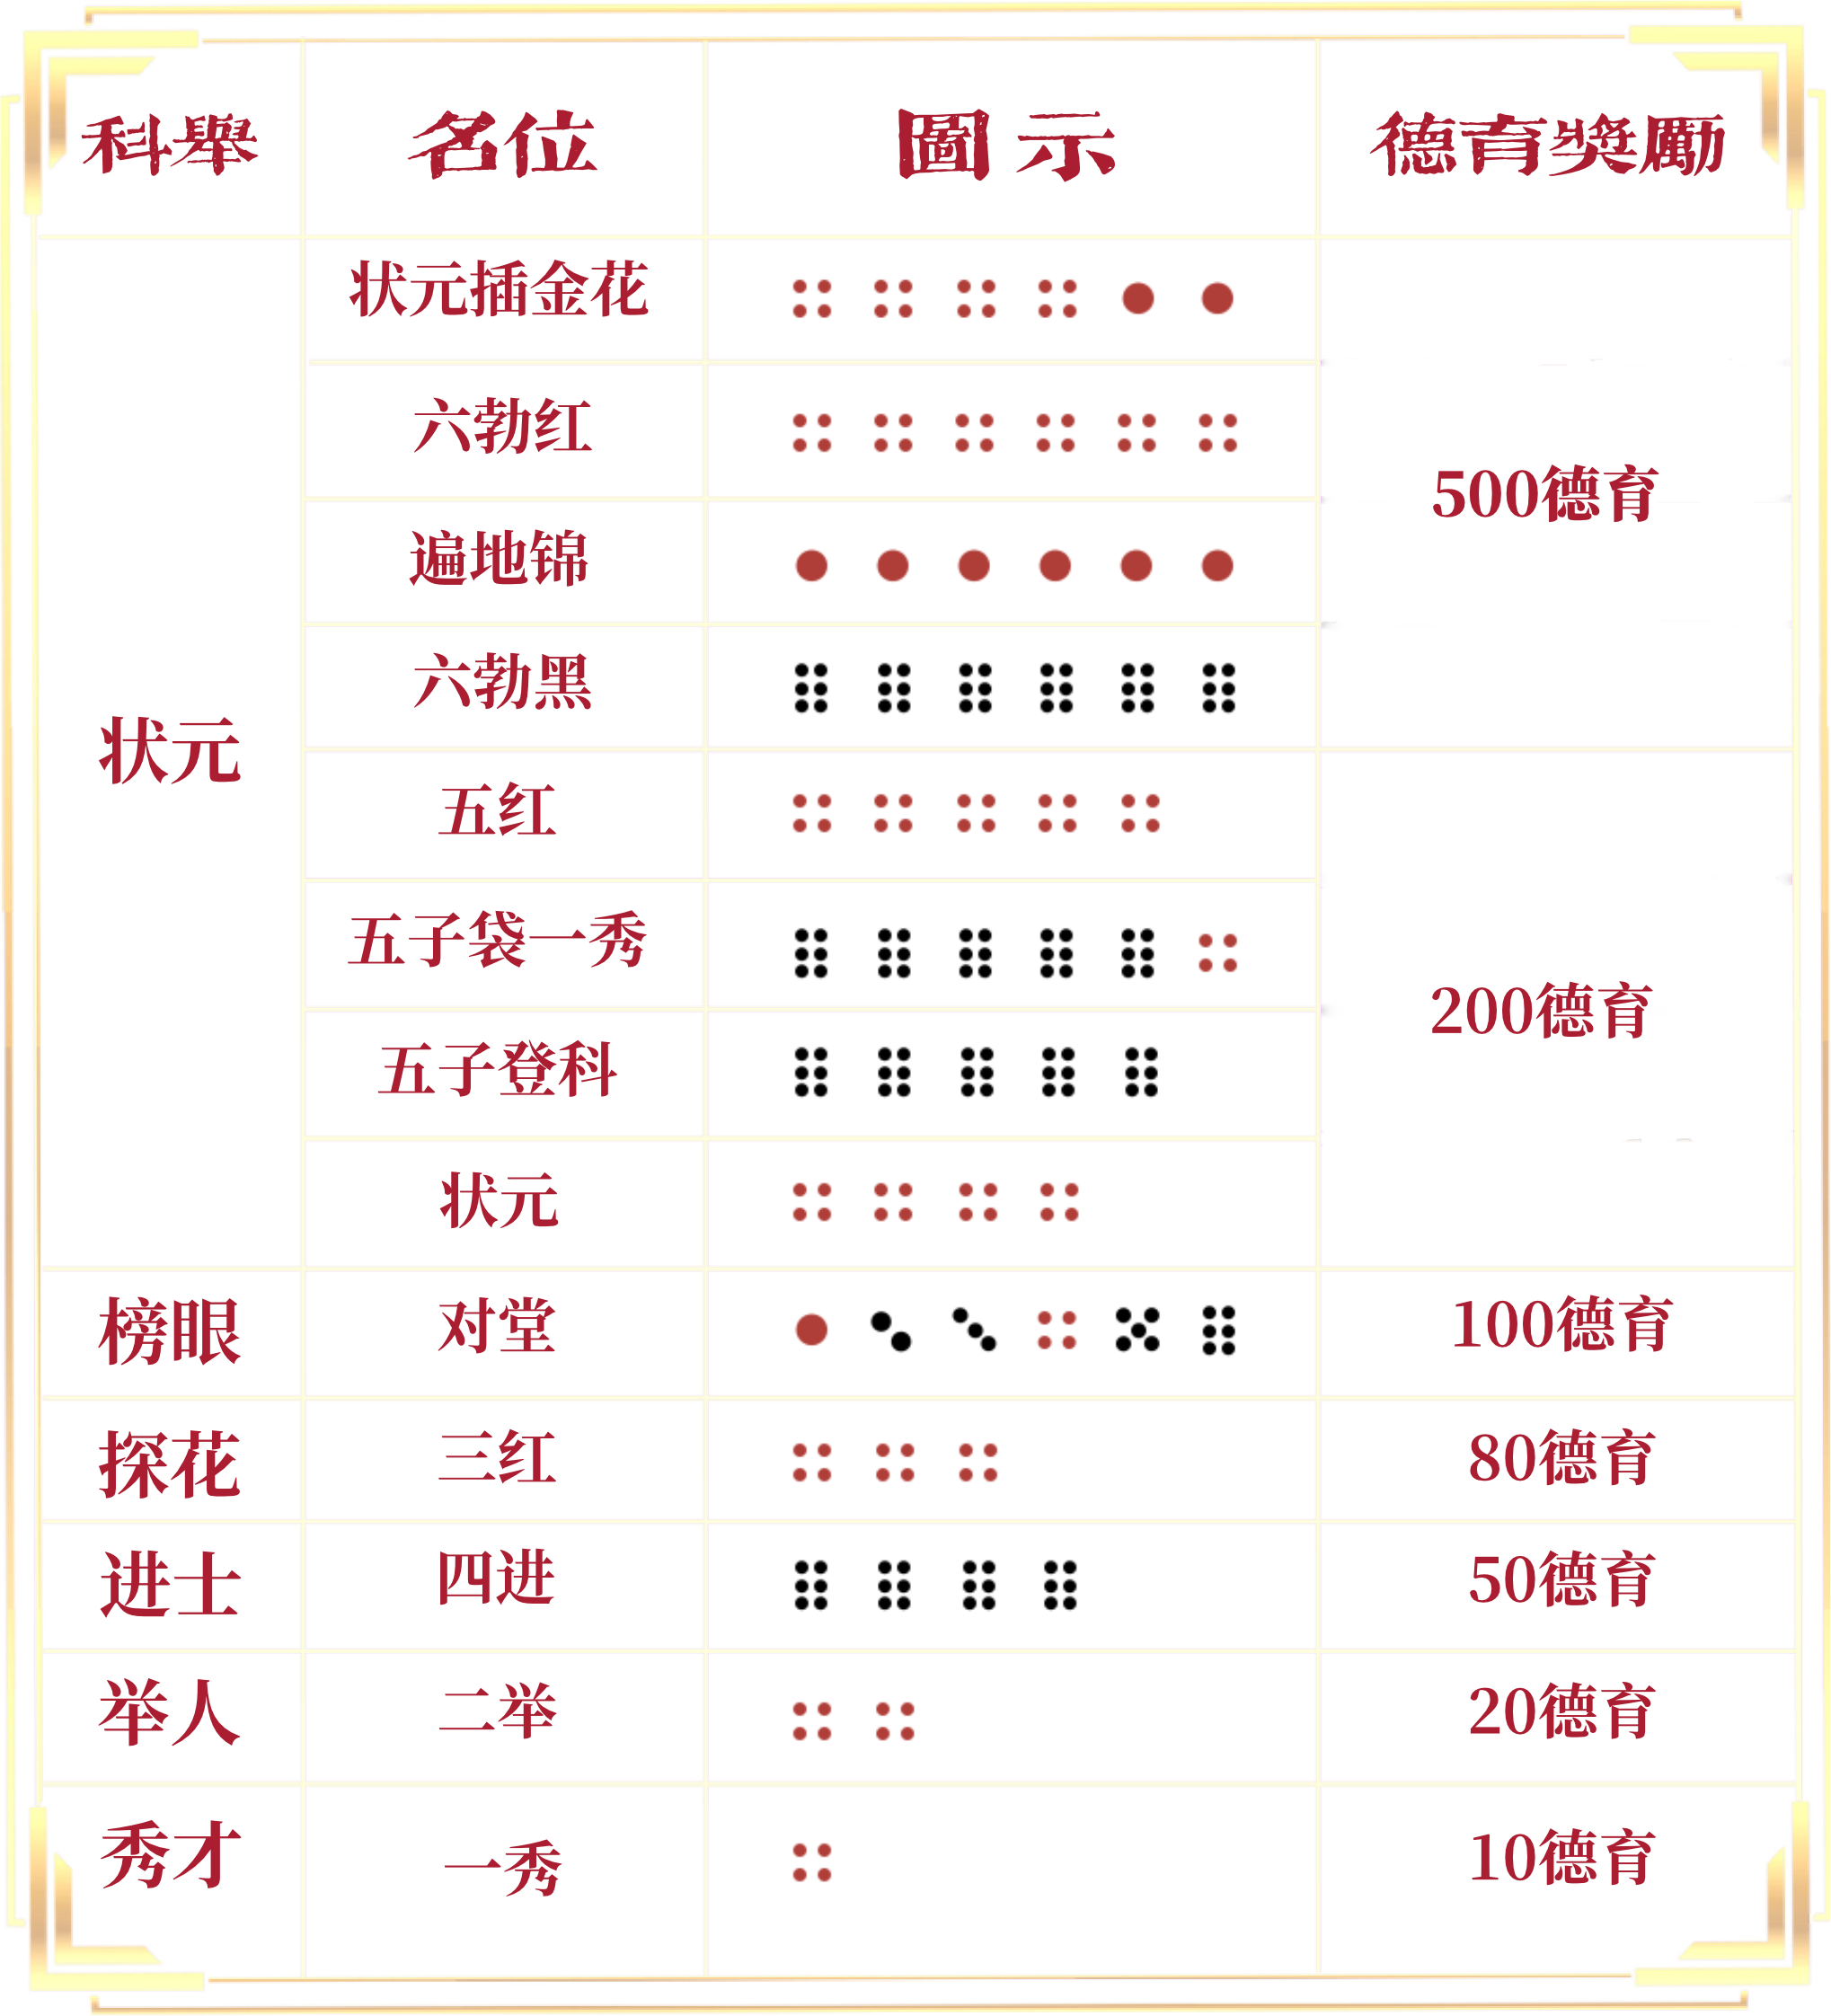 科舉 名位 圖示 德育奖勵
状元插金花
六勃红
500德育
遍地锦
六勃黑
状元
五红
五子袋一秀
200德育
五子登科
状元
榜眼 对堂 100德育
探花 三红 80德育
进士 四进 50德育
举人 二举 20德育
秀才 一秀 10德育